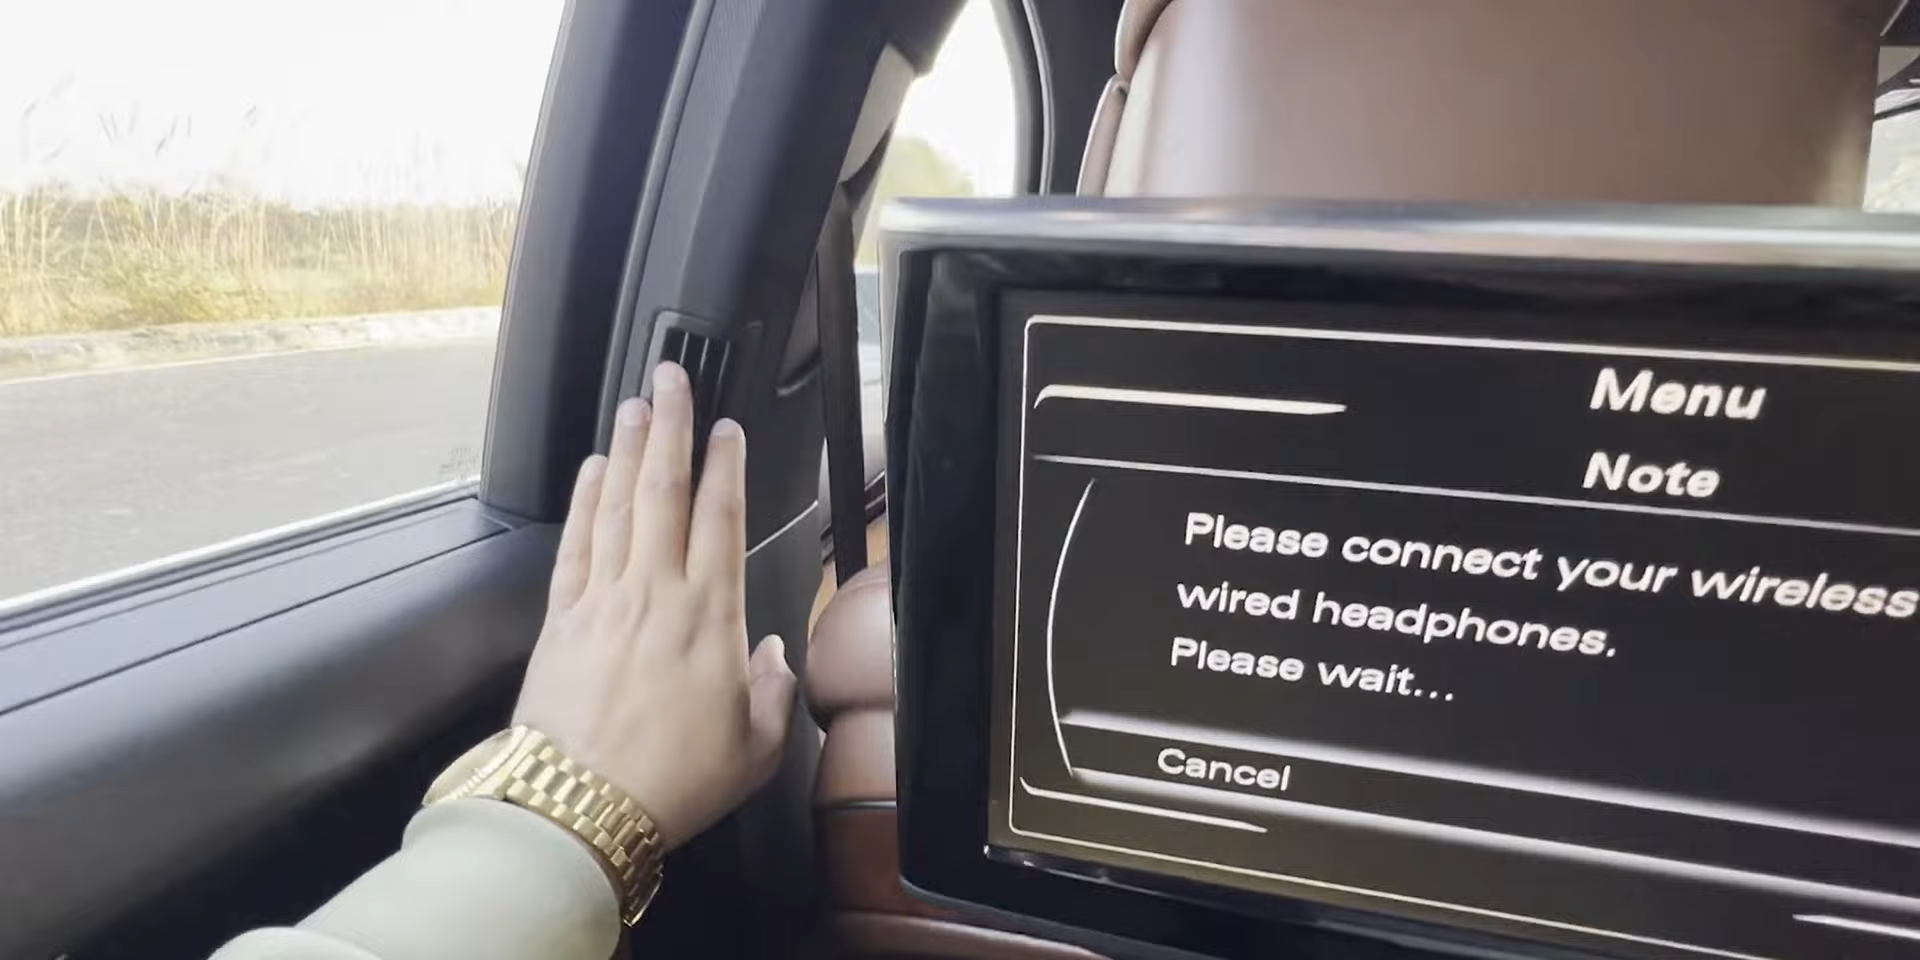 Menu
Note
Please connect your wireless
wired headphones.
Please wait...
Cancel